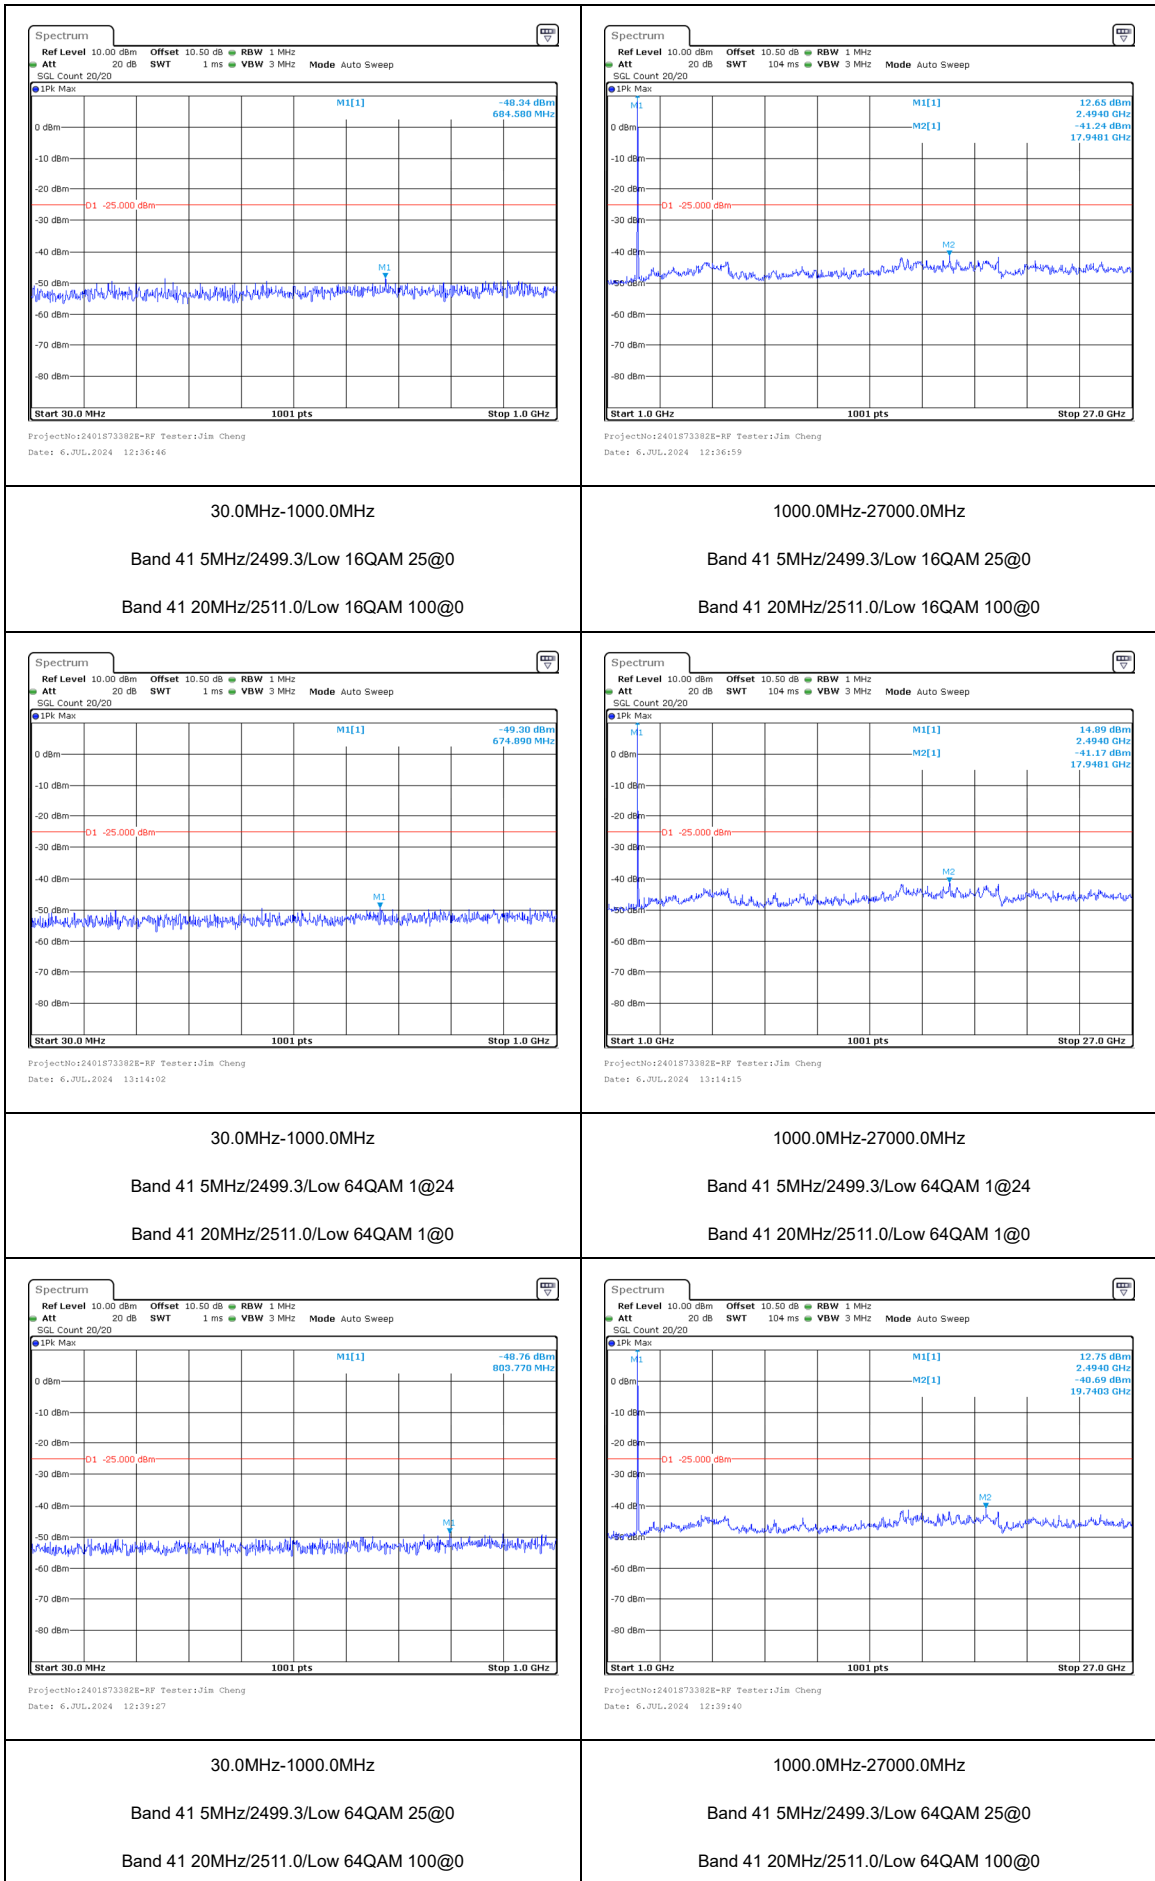 Spectrum
Ref Level 10.00 dBm Offset 10.50 dB RBW 1 MHz
Att 20 dB SWT 1 ms VBW 3 MHz Mode Auto Sweep
SGL Count 20/20
1Pk Max
M1[1] -48.34 dBm
684.580 MHz
0 dBm
-10 dBm
-20 dBm
D1 -25.000 dBm
-30 dBm
-40 dBm
M1
-50 dBm
-60 dBm
-70 dBm
-80 dBm
Start 30.0 MHz 1001 pts Stop 1.0 GHz
ProjectNo:2401S73382E-RF Tester:Jim Cheng
Date: 6.JUL.2024 12:36:46
Spectrum
Ref Level 10.00 dBm Offset 10.50 dB RBW 1 MHz
Att 20 dB SWT 104 ms VBW 3 MHz Mode Auto Sweep
SGL Count 20/20
1Pk Max
M1 M1[1] 12.65 dBm
2.4940 GHz
0 dBm M2[1] -41.24 dBm
17.9481 GHz
-10 dBm
-20 dBm
D1 -25.000 dBm
-30 dBm
-40 dBm
M2
-50 dBm
-60 dBm
-70 dBm
-80 dBm
Start 1.0 GHz 1001 pts Stop 27.0 GHz
ProjectNo:2401S73382E-RF Tester:Jim Cheng
Date: 6.JUL.2024 12:36:59
30.0MHz-1000.0MHz
Band 41 5MHz/2499.3/Low 16QAM 25@0
Band 41 20MHz/2511.0/Low 16QAM 100@0
1000.0MHz-27000.0MHz
Band 41 5MHz/2499.3/Low 16QAM 25@0
Band 41 20MHz/2511.0/Low 16QAM 100@0
Spectrum
Ref Level 10.00 dBm Offset 10.50 dB RBW 1 MHz
Att 20 dB SWT 1 ms VBW 3 MHz Mode Auto Sweep
SGL Count 20/20
1Pk Max
M1[1] -49.30 dBm
674.890 MHz
0 dBm
-10 dBm
-20 dBm
D1 -25.000 dBm
-30 dBm
-40 dBm
M1
-50 dBm
-60 dBm
-70 dBm
-80 dBm
Start 30.0 MHz 1001 pts Stop 1.0 GHz
ProjectNo:2401S73382E-RF Tester:Jim Cheng
Date: 6.JUL.2024 13:14:02
Spectrum
Ref Level 10.00 dBm Offset 10.50 dB RBW 1 MHz
Att 20 dB SWT 104 ms VBW 3 MHz Mode Auto Sweep
SGL Count 20/20
1Pk Max
M1 M1[1] 14.89 dBm
2.4940 GHz
0 dBm M2[1] -41.17 dBm
17.9481 GHz
-10 dBm
-20 dBm
D1 -25.000 dBm
-30 dBm
-40 dBm
M2
-50 dBm
-60 dBm
-70 dBm
-80 dBm
Start 1.0 GHz 1001 pts Stop 27.0 GHz
ProjectNo:2401S73382E-RF Tester:Jim Cheng
Date: 6.JUL.2024 13:14:15
30.0MHz-1000.0MHz
Band 41 5MHz/2499.3/Low 64QAM 1@24
Band 41 20MHz/2511.0/Low 64QAM 1@0
1000.0MHz-27000.0MHz
Band 41 5MHz/2499.3/Low 64QAM 1@24
Band 41 20MHz/2511.0/Low 64QAM 1@0
Spectrum
Ref Level 10.00 dBm Offset 10.50 dB RBW 1 MHz
Att 20 dB SWT 1 ms VBW 3 MHz Mode Auto Sweep
SGL Count 20/20
1Pk Max
M1[1] -48.76 dBm
803.770 MHz
0 dBm
-10 dBm
-20 dBm
D1 -25.000 dBm
-30 dBm
-40 dBm
M1
-50 dBm
-60 dBm
-70 dBm
-80 dBm
Start 30.0 MHz 1001 pts Stop 1.0 GHz
ProjectNo:2401S73382E-RF Tester:Jim Cheng
Date: 6.JUL.2024 12:39:27
Spectrum
Ref Level 10.00 dBm Offset 10.50 dB RBW 1 MHz
Att 20 dB SWT 104 ms VBW 3 MHz Mode Auto Sweep
SGL Count 20/20
1Pk Max
M1 M1[1] 12.75 dBm
2.4940 GHz
0 dBm M2[1] -40.69 dBm
19.7403 GHz
-10 dBm
-20 dBm
D1 -25.000 dBm
-30 dBm
-40 dBm
M2
-50 dBm
-60 dBm
-70 dBm
-80 dBm
Start 1.0 GHz 1001 pts Stop 27.0 GHz
ProjectNo:2401S73382E-RF Tester:Jim Cheng
Date: 6.JUL.2024 12:39:40
30.0MHz-1000.0MHz
Band 41 5MHz/2499.3/Low 64QAM 25@0
Band 41 20MHz/2511.0/Low 64QAM 100@0
1000.0MHz-27000.0MHz
Band 41 5MHz/2499.3/Low 64QAM 25@0
Band 41 20MHz/2511.0/Low 64QAM 100@0